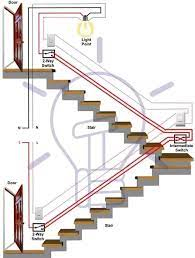 Door
Light
Point
2-Way
Switch
N
L
Stair
Intermediate
Switch
Door
2-Way
Switch
Stair